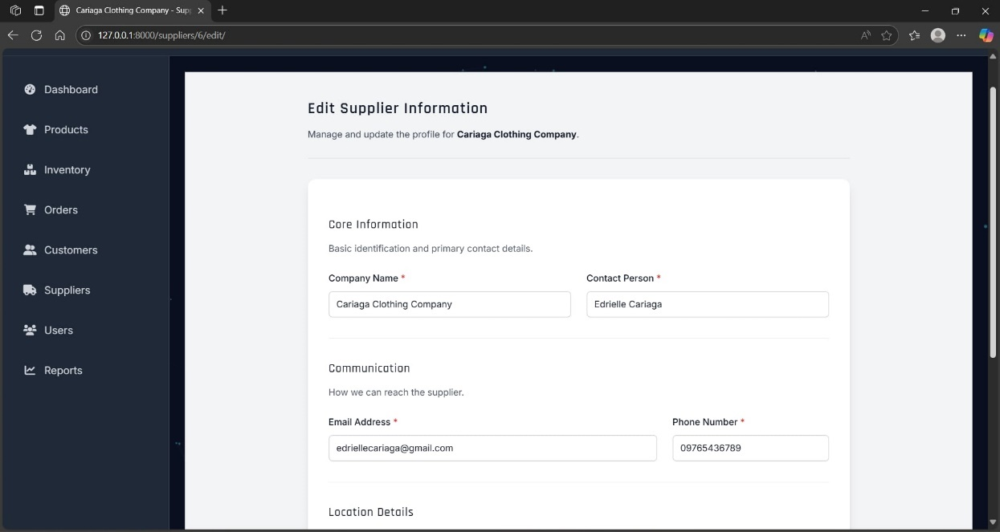 Cariaga Clothing Company - Sup
127.0.0.1:8000/suppliers/6/edit/
Dashboard
Products
Inventory
Orders
Customers
Suppliers
Users
Reports
Edit Supplier Information
Manage and update the profile for Cariaga Clothing Company.
Core Information
Basic identification and primary contact details.
Company Name * Contact Person *
Cariaga Clothing Company Edrielle Cariaga
Communication
How we can reach the supplier.
Email Address * Phone Number *
edriellecariaga@gmail.com 09765436789
Location Details